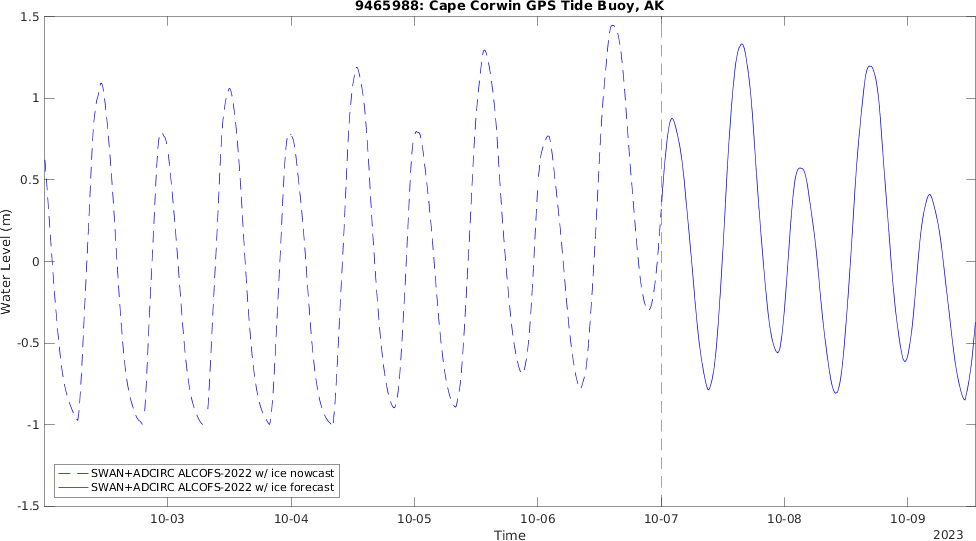 9465988: Cape Corwin GPS Tide Buoy, AK
1.5
1
0.5
0
-0.5
-1
-1.5
Water Level (m)
SWAN+ADCIRC ALCOFS-2022 w/ ice nowcast
SWAN+ADCIRC ALCOFS-2022 w/ ice forecast
10-03 10-04 10-05 10-06 10-07 10-08 10-09
Time
2023